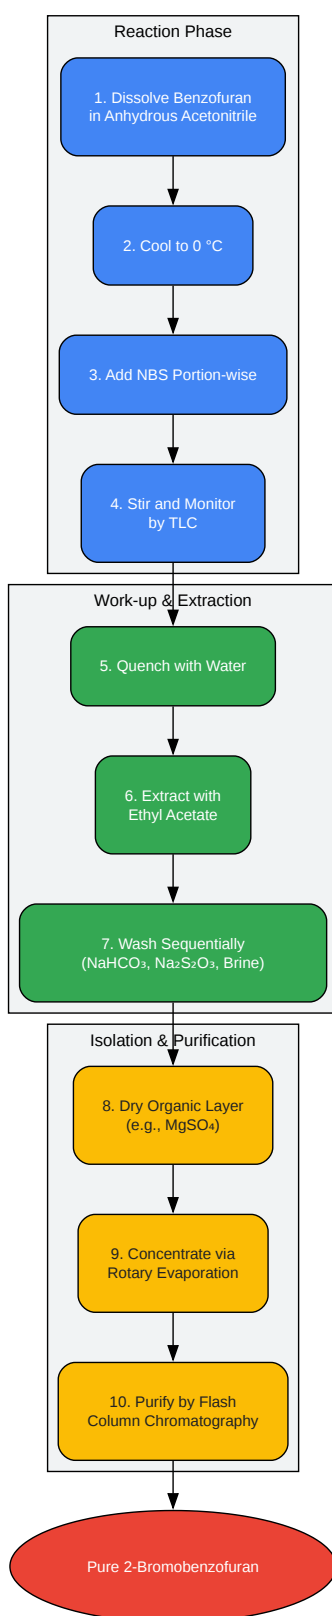 Reaction Phase
1. Dissolve Benzofuran
in Anhydrous Acetonitrile
2. Cool to 0 °C
3. Add NBS Portion-wise
4. Stir and Monitor
by TLC
Work-up & Extraction
5. Quench with Water
6. Extract with
Ethyl Acetate
7. Wash Sequentially
(NaHCO₃, Na₂S₂O₃, Brine)
Isolation & Purification
8. Dry Organic Layer
(e.g., MgSO₄)
9. Concentrate via
Rotary Evaporation
10. Purify by Flash
Column Chromatography
Pure 2-Bromobenzofuran